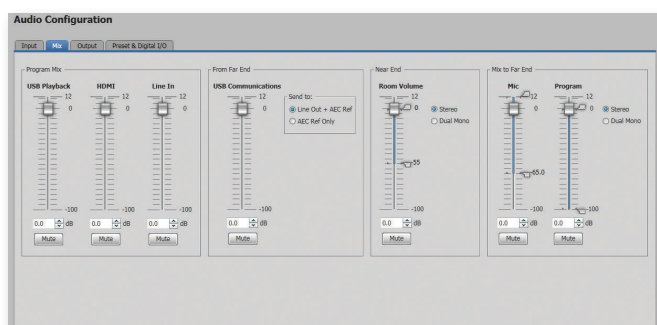 Audio Configuration
Input Mix Output Preset & Digital I/O
Program Mix
USB Playback HDMI Line In
12 12 12
0 0 0
-100 -100 -100
0.0 dB 0.0 dB 0.0 dB
Mute Mute Mute
From Far End
USB Communications
12
0
-100
0.0 dB
Mute
Send to:
Line Out + AEC Ref
AEC Ref Only
Near End
Room Volume
12
0
-55
-100
0.0 dB
Mute
Stereo
Dual Mono
Mix to Far End
Mic Program
12 12
0 0
-65.0
-100 -100
0.0 dB 0.0 dB
Mute Mute
Stereo
Dual Mono